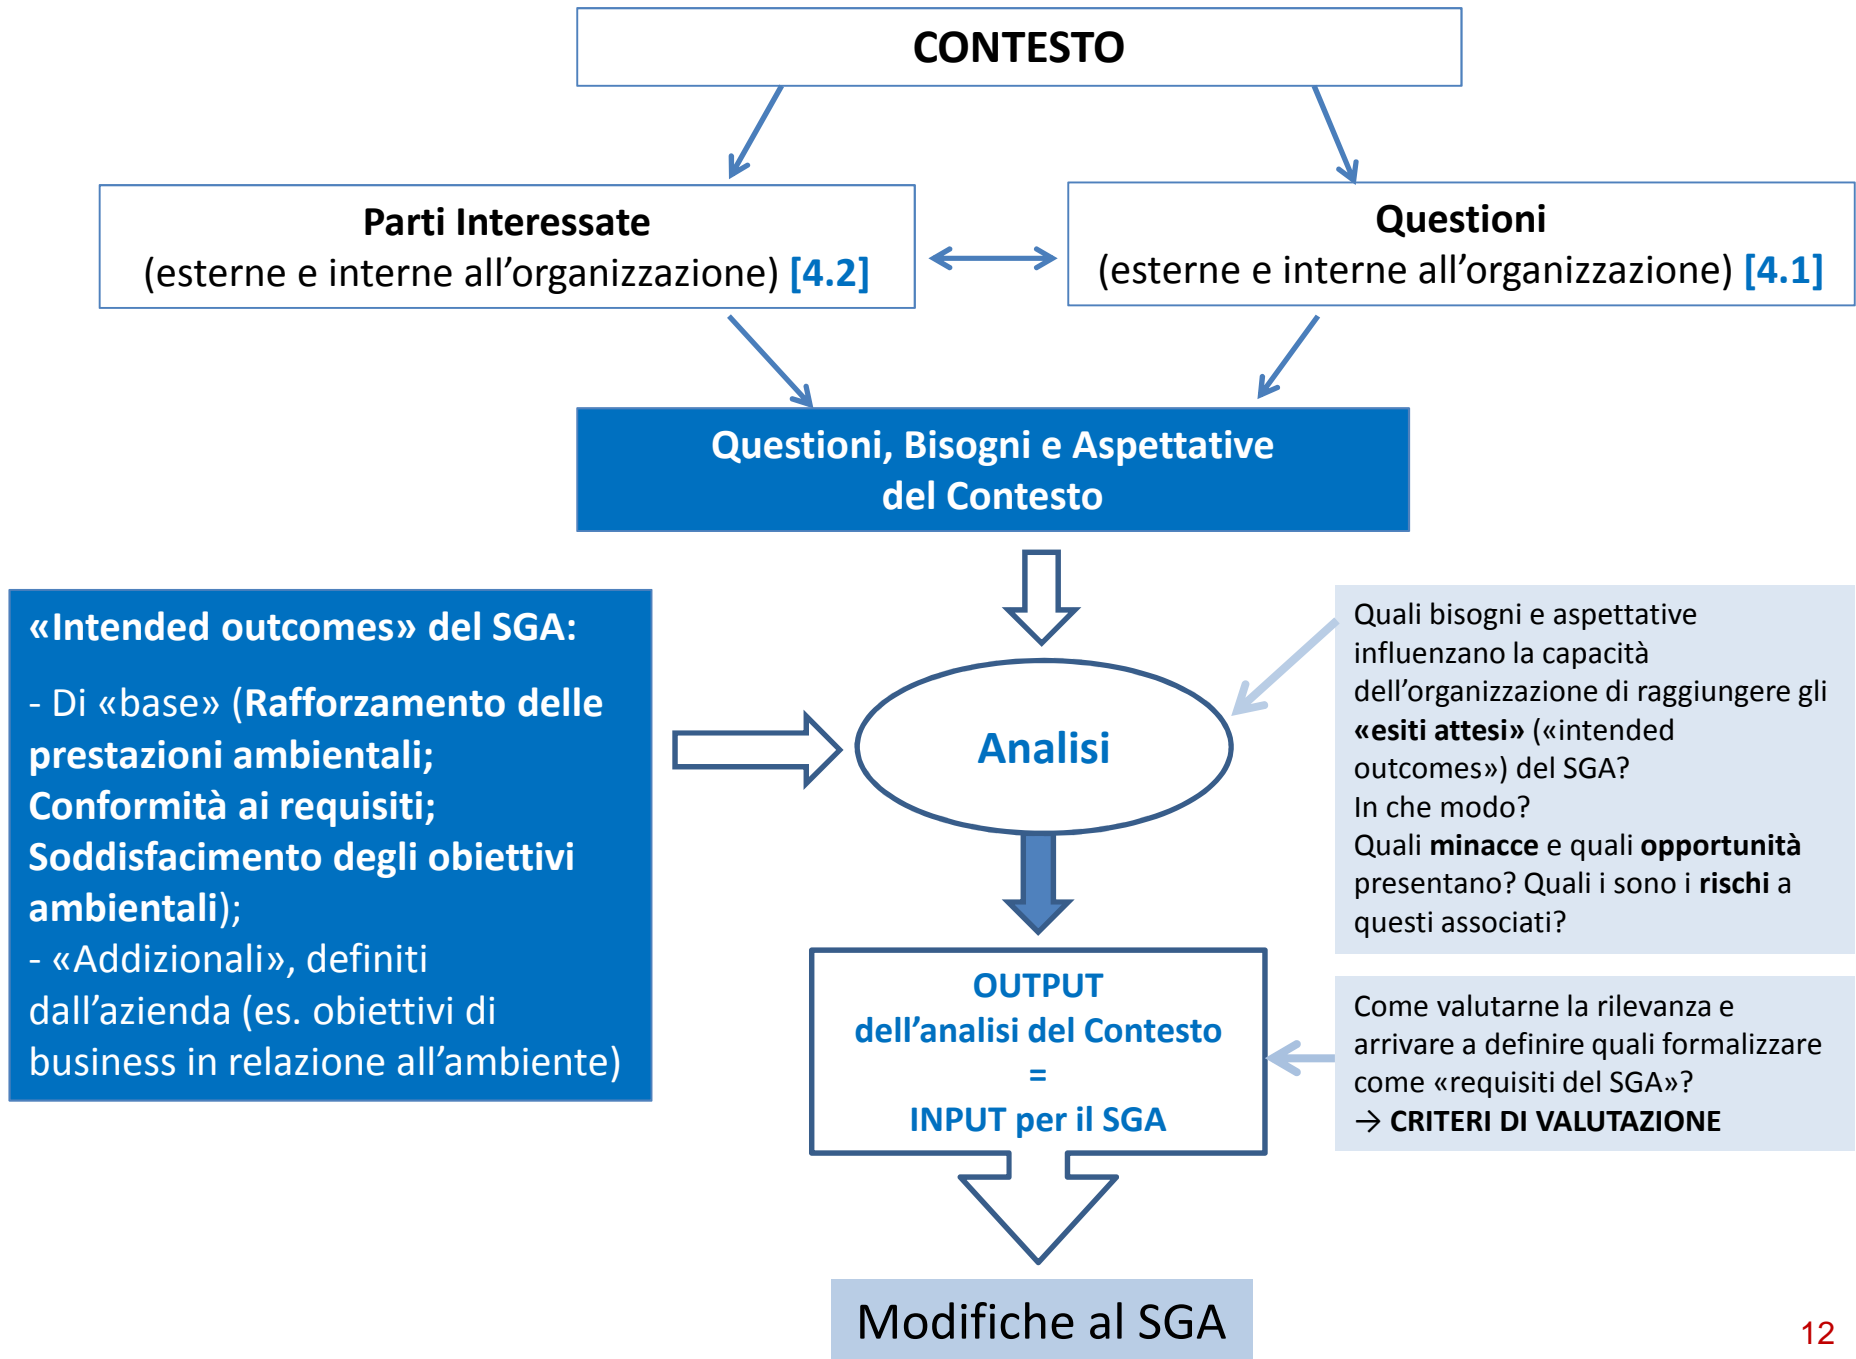 CONTESTO
Parti Interessate
(esterne e interne all’organizzazione) [4.2]
Questioni
(esterne e interne all’organizzazione) [4.1]
Questioni, Bisogni e Aspettative
del Contesto
«Intended outcomes» del SGA:
- Di «base» (Rafforzamento delle
prestazioni ambientali;
Conformità ai requisiti;
Soddisfacimento degli obiettivi
ambientali);
- «Addizionali», definiti
dall’azienda (es. obiettivi di
business in relazione all’ambiente)
Analisi
Quali bisogni e aspettative
influenzano la capacità
dell’organizzazione di raggiungere gli
«esiti attesi» («intended
outcomes») del SGA?
In che modo?
Quali minacce e quali opportunità
presentano? Quali i sono i rischi a
questi associati?
OUTPUT
dell’analisi del Contesto
=
INPUT per il SGA
Come valutarne la rilevanza e
arrivare a definire quali formalizzare
come «requisiti del SGA»?
→ CRITERI DI VALUTAZIONE
Modifiche al SGA
12